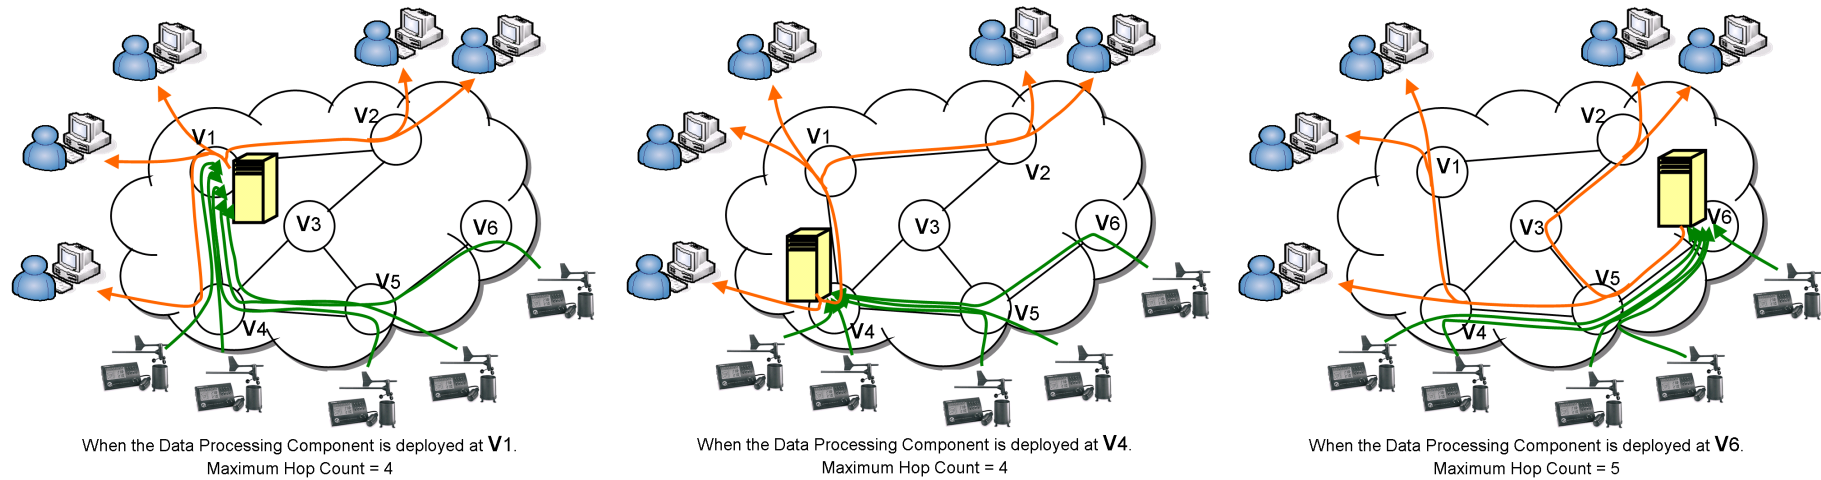 V1
V2
V3
V6
V5
V4
When the Data Processing Component is deployed at V1.
Maximum Hop Count = 4
V1
V2
V3
V6
V5
V4
When the Data Processing Component is deployed at V4.
Maximum Hop Count = 4
V2
V1
V3
V6
V5
V4
When the Data Processing Component is deployed at V6.
Maximum Hop Count = 5